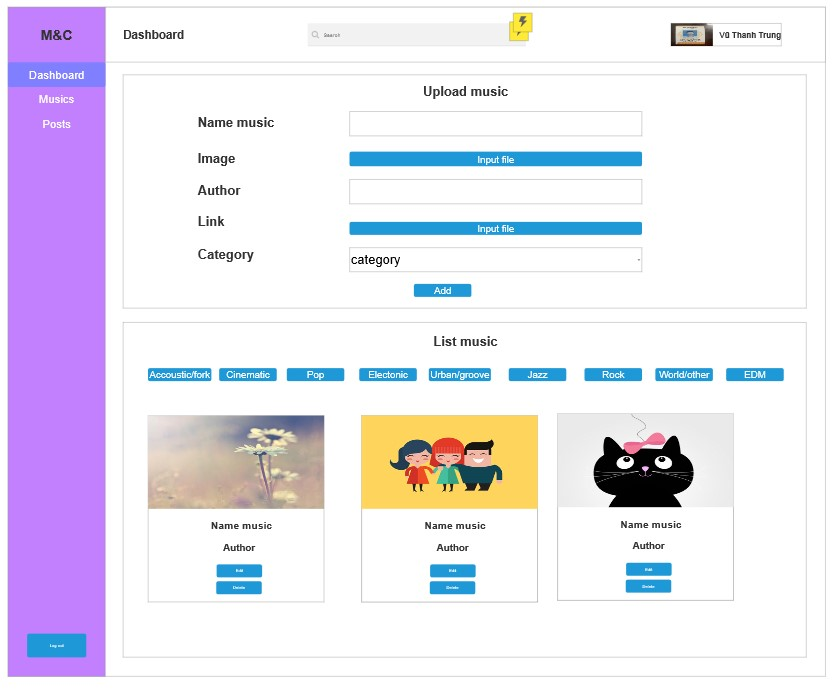 M&C
Dashboard
Search
Vũ Thanh Trung
Dashboard
Musics
Posts
Log out
Upload music
Name music
Image
Input file
Author
Link
Input file
Category
category
Add
List music
Accoustic/fork Cinematic Pop Electonic Urban/groove Jazz Rock World/other EDM
Name music
Author
Edit
Delete
Name music
Author
Edit
Delete
Name music
Author
Edit
Delete